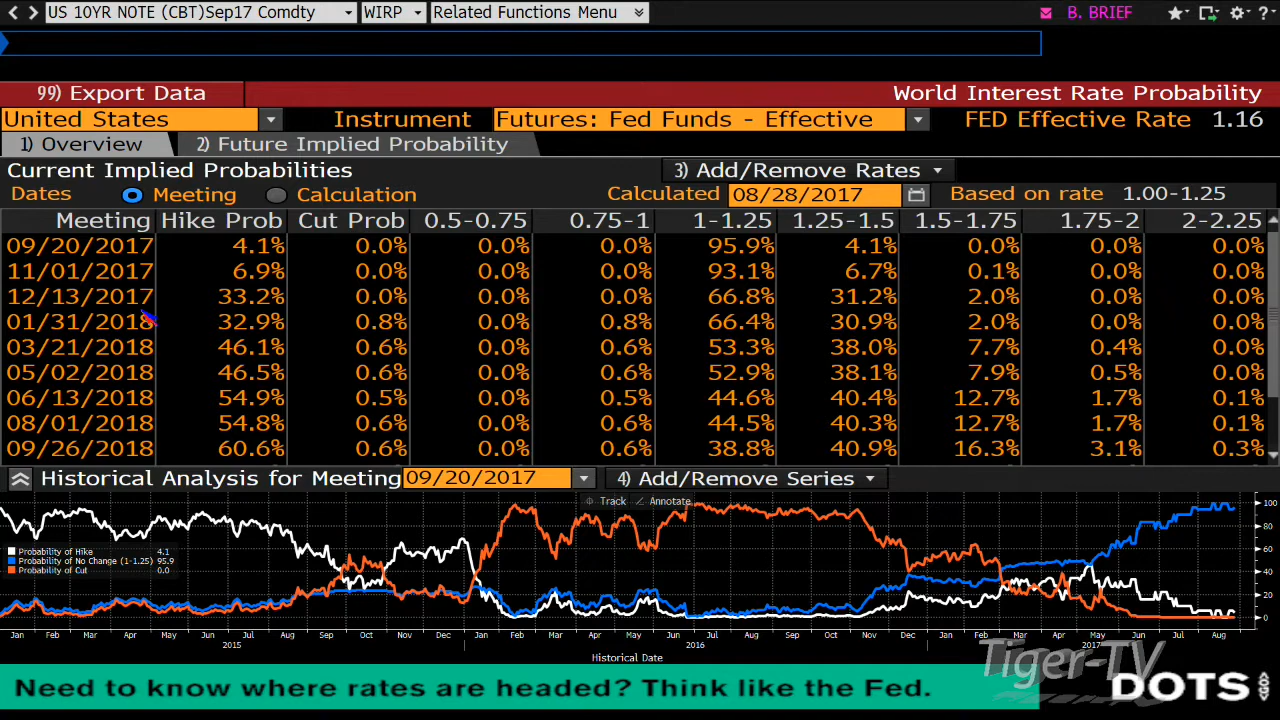 US 10YR NOTE (CBT)Sep17 Comdty WIRP Related Functions Menu B. BRIEF ?
99) Export Data World Interest Rate Probability
United States Instrument Futures: Fed Funds - Effective FED Effective Rate 1.16
1) Overview 2) Future Implied Probability
Current Implied Probabilities 3) Add/Remove Rates
Dates Meeting Calculation Calculated 08/28/2017 Based on rate 1.00-1.25
Meeting Hike Prob Cut Prob 0.5-0.75 0.75-1 1-1.25 1.25-1.5 1.5-1.75 1.75-2 2-2.25
09/20/2017 4.1% 0.0% 0.0% 0.0% 95.9% 4.1% 0.0% 0.0% 0.0%
11/01/2017 6.9% 0.0% 0.0% 0.0% 93.1% 6.7% 0.1% 0.0% 0.0%
12/13/2017 33.2% 0.0% 0.0% 0.0% 66.8% 31.2% 2.0% 0.0% 0.0%
01/31/2018 32.9% 0.8% 0.0% 0.8% 66.4% 30.9% 2.0% 0.0% 0.0%
03/21/2018 46.1% 0.6% 0.0% 0.6% 53.3% 38.0% 7.7% 0.4% 0.0%
05/02/2018 46.5% 0.6% 0.0% 0.6% 52.9% 38.1% 7.9% 0.5% 0.0%
06/13/2018 54.9% 0.5% 0.0% 0.5% 44.6% 40.4% 12.7% 1.7% 0.1%
08/01/2018 54.8% 0.6% 0.0% 0.6% 44.5% 40.3% 12.7% 1.7% 0.1%
09/26/2018 60.6% 0.6% 0.0% 0.6% 38.8% 40.9% 16.3% 3.1% 0.3%
Historical Analysis for Meeting 09/20/2017 4) Add/Remove Series
Track Annotate
100
80
60
40
20
0
Probability of Hike 4.1
Probability of No Change (1-1.25) 95.9
Probability of Cut 0.0
Jan Feb Mar Apr May Jun Jul Aug Sep Oct Nov Dec Jan Feb Mar Apr May Jun Jul Aug Sep Oct Nov Dec Jan Feb Mar Apr May Jun Jul Aug
2015 2016 2017
Historical Date
Tiger-TV
Need to know where rates are headed? Think like the Fed. DOTS